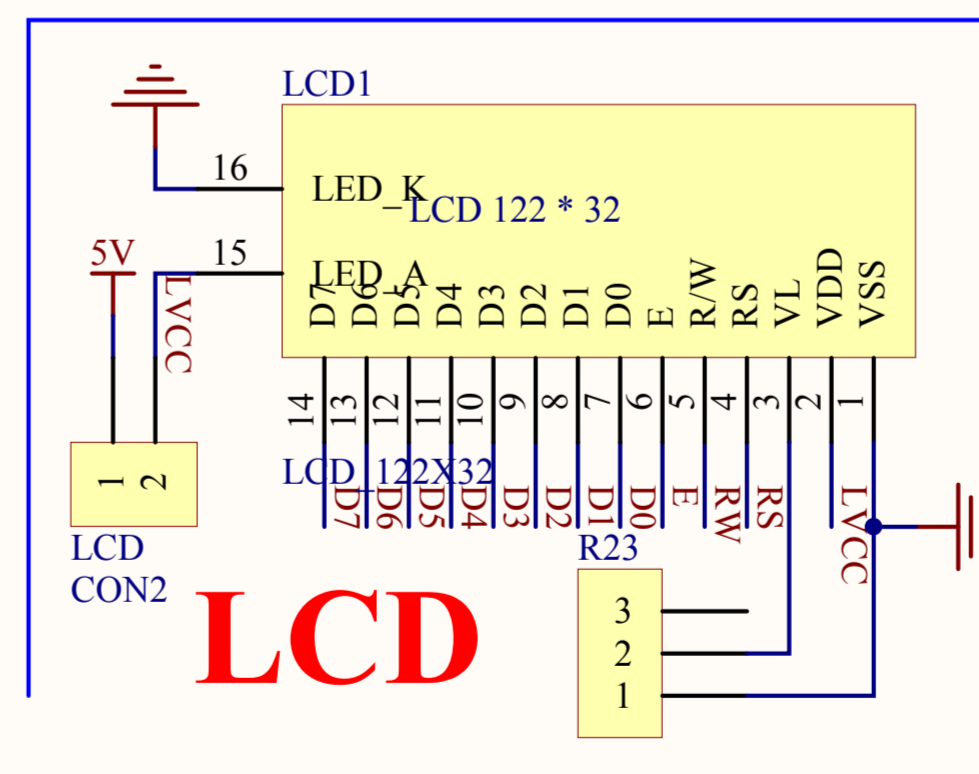 LCD1
16
LED_K
LCD 122 * 32
5V
15
LED_A
LVCC
D7
D6
D5
D4
D3
D2
D1
D0
E
R/W
RS
VL
VDD
VSS
14
13
12
11
10
9
8
7
6
5
4
3
2
1
1
2
LCD_122X32
D7
D6
D5
D4
D3
D2
D1
D0
E
RW
RS
LVCC
LCD
CON2
R23
3
2
1
LCD